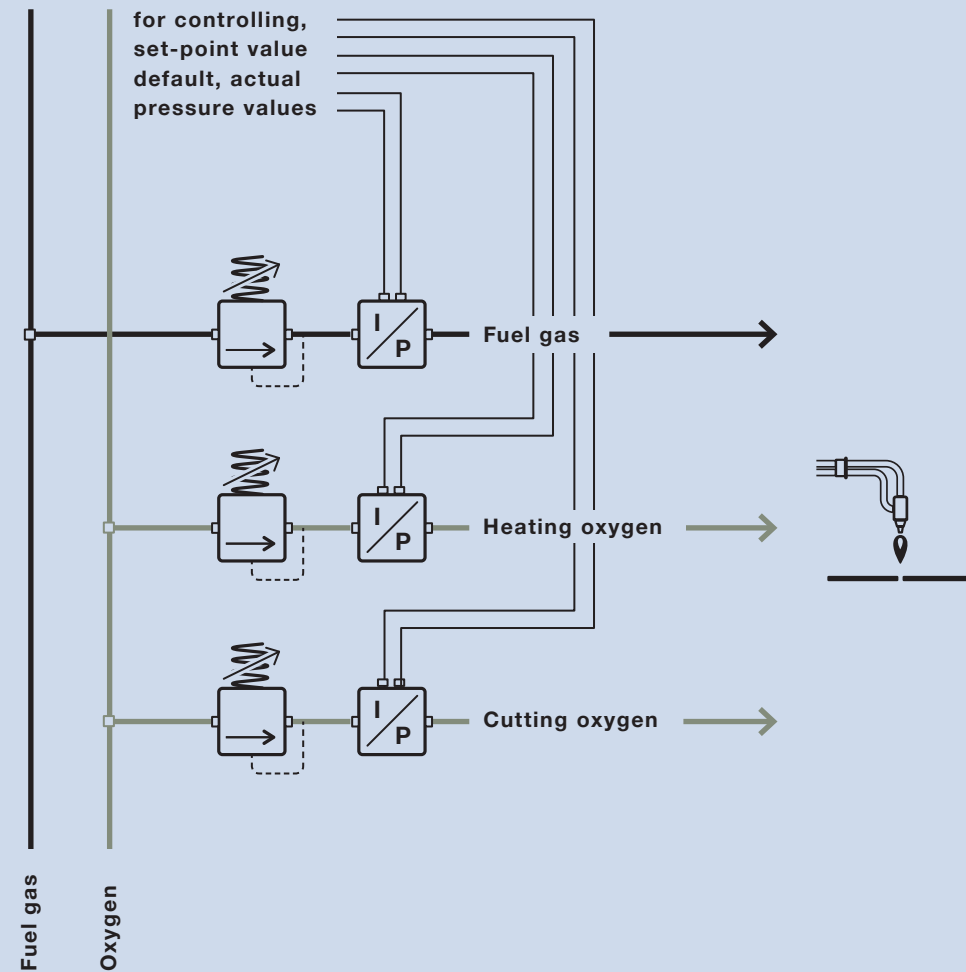 for controlling,
set-point value
default, actual
pressure values
I
P
Fuel gas
I
P
Heating oxygen
I
P
Cutting oxygen
Fuel gas
Oxygen